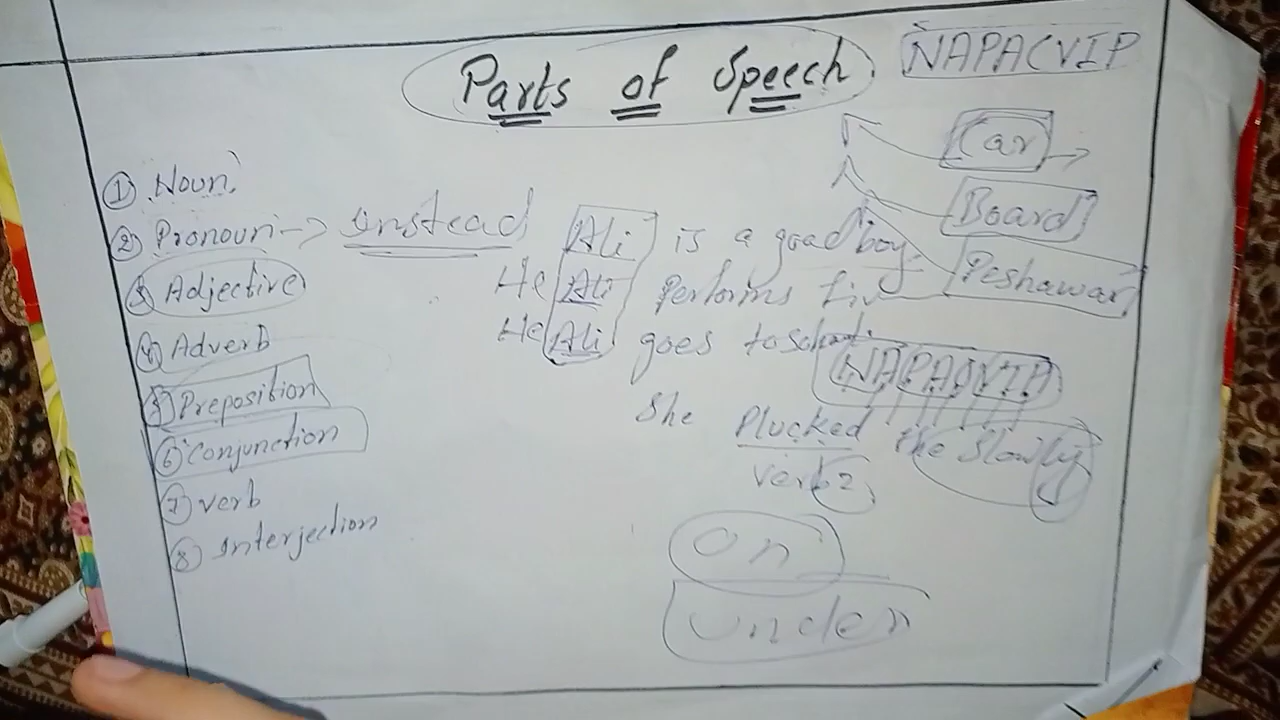 Parts of Speech
NAPACVIP
Car
Board
Peshawar
① Noun
② Pronoun -> instead
③ Adjective
④ Adverb
⑤ Preposition
⑥ Conjunction
⑦ verb
⑧ Interjection
Ali is a good boy
He Ali Performs
He Ali goes to school.
NAPACVIP
She Plucked the Slowly
verb 2
On
under